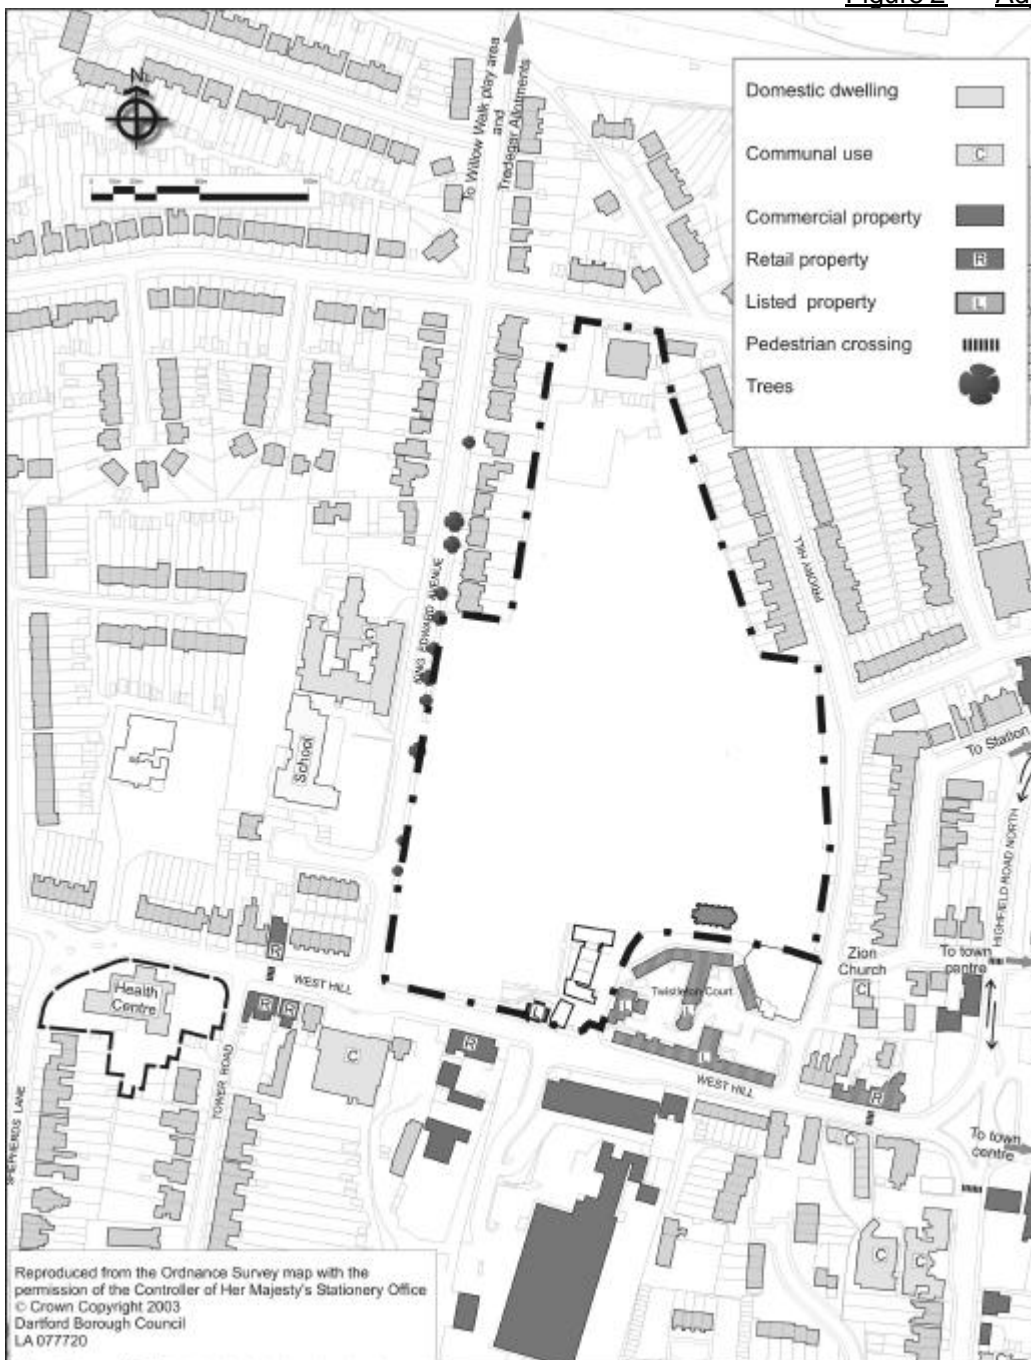 Figure 2
To Willow Walk play area
and
Tredegar Allotments
N
Domestic dwelling
Communal use
C
Commercial property
Retail property
R
Listed property
L
Pedestrian crossing
Trees
KING EDWARD AVENUE
PRIORY HILL
C
School
To Station
HIGHFIELD ROAD NORTH
R
WEST HILL
Health
Centre
Zion
Church
C
To town
centre
Twistleton Court
L
L
L
R
R
C
R
WEST HILL
R
TOWER ROAD
SHEPHERDS LANE
C
To town
centre
C
C
Reproduced from the Ordnance Survey map with the
permission of the Controller of Her Majesty's Stationery Office
© Crown Copyright 2003
Dartford Borough Council
LA 077720